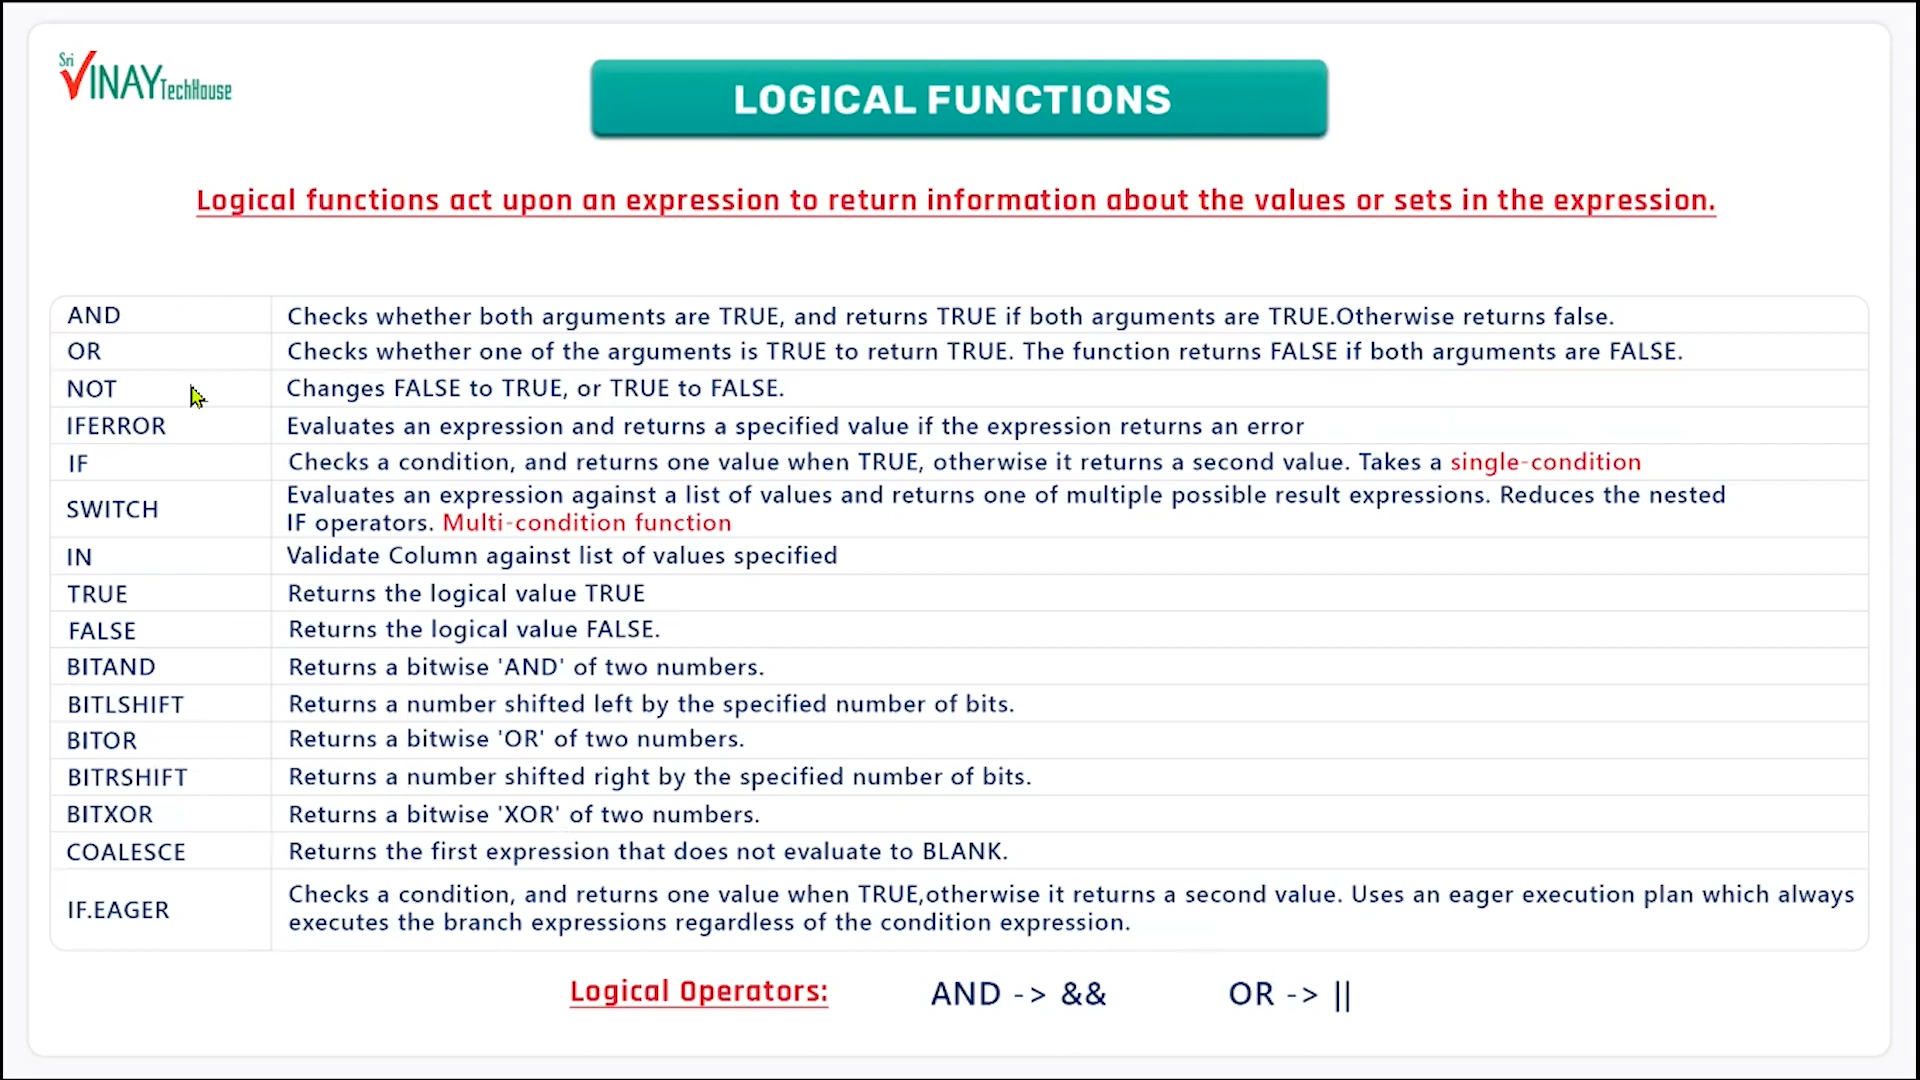 Sri
VINAY TechHouse
LOGICAL FUNCTIONS
Logical functions act upon an expression to return information about the values or sets in the expression.
AND Checks whether both arguments are TRUE, and returns TRUE if both arguments are TRUE.Otherwise returns false.
OR Checks whether one of the arguments is TRUE to return TRUE. The function returns FALSE if both arguments are FALSE.
NOT Changes FALSE to TRUE, or TRUE to FALSE.
IFERROR Evaluates an expression and returns a specified value if the expression returns an error
IF Checks a condition, and returns one value when TRUE, otherwise it returns a second value. Takes a single-condition
SWITCH Evaluates an expression against a list of values and returns one of multiple possible result expressions. Reduces the nested
IF operators. Multi-condition function
IN Validate Column against list of values specified
TRUE Returns the logical value TRUE
FALSE Returns the logical value FALSE.
BITAND Returns a bitwise 'AND' of two numbers.
BITLSHIFT Returns a number shifted left by the specified number of bits.
BITOR Returns a bitwise 'OR' of two numbers.
BITRSHIFT Returns a number shifted right by the specified number of bits.
BITXOR Returns a bitwise 'XOR' of two numbers.
COALESCE Returns the first expression that does not evaluate to BLANK.
IF.EAGER Checks a condition, and returns one value when TRUE,otherwise it returns a second value. Uses an eager execution plan which always
executes the branch expressions regardless of the condition expression.
Logical Operators: AND -> && OR -> ||